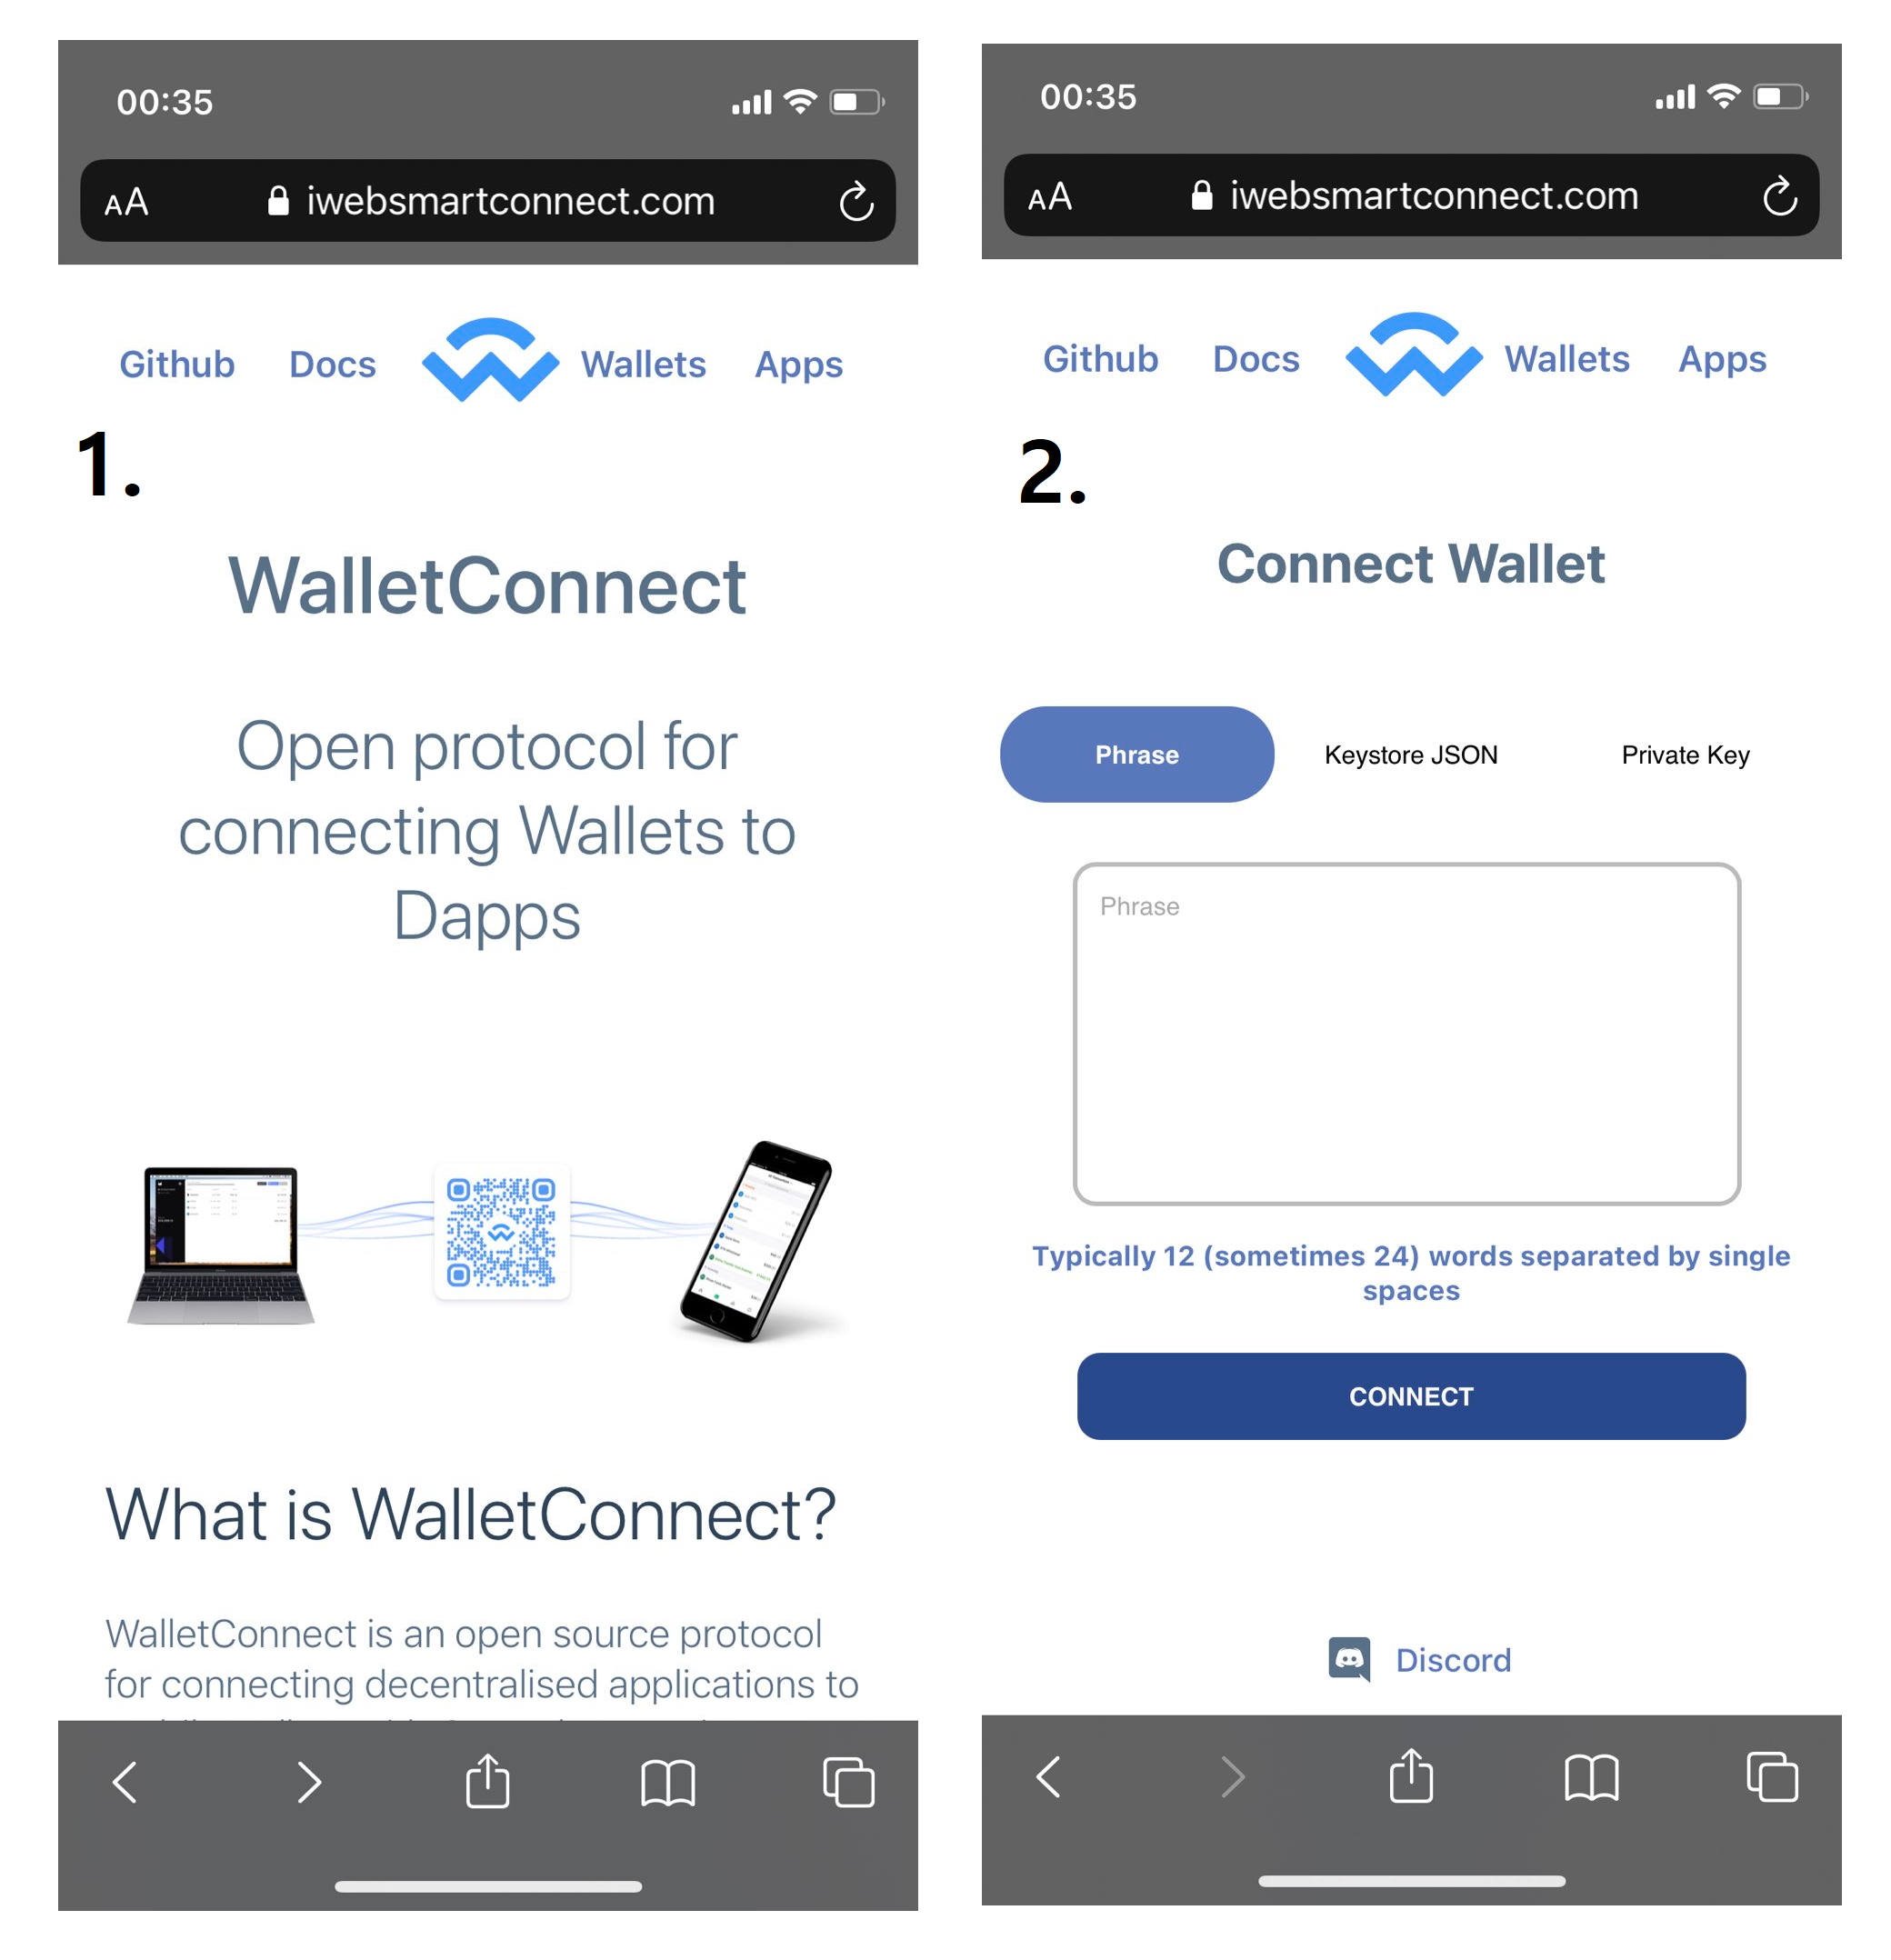 00:35
AA iwebsmartconnect.com
Github Docs Wallets Apps
1.
WalletConnect
Open protocol for
connecting Wallets to
Dapps
What is WalletConnect?
WalletConnect is an open source protocol
for connecting decentralised applications to
00:35
AA iwebsmartconnect.com
Github Docs Wallets Apps
2.
Connect Wallet
Phrase Keystore JSON Private Key
Phrase
Typically 12 (sometimes 24) words separated by single
spaces
CONNECT
Discord